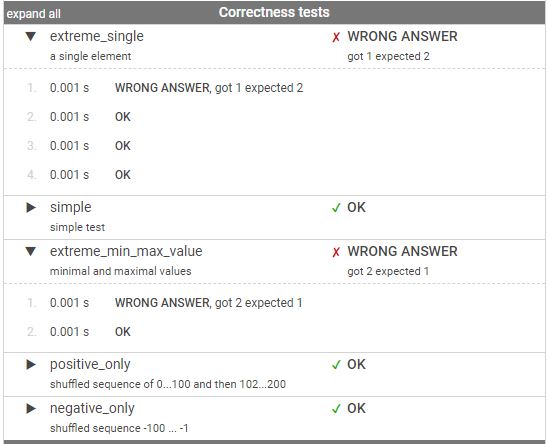 expand all Correctness tests
▼ extreme_single ✗ WRONG ANSWER
a single element got 1 expected 2
1. 0.001 s WRONG ANSWER, got 1 expected 2
2. 0.001 s OK
3. 0.001 s OK
4. 0.001 s OK
▶ simple ✓ OK
simple test
▼ extreme_min_max_value ✗ WRONG ANSWER
minimal and maximal values got 2 expected 1
1. 0.001 s WRONG ANSWER, got 2 expected 1
2. 0.001 s OK
▶ positive_only ✓ OK
shuffled sequence of 0...100 and then 102...200
▶ negative_only ✓ OK
shuffled sequence -100 ... -1